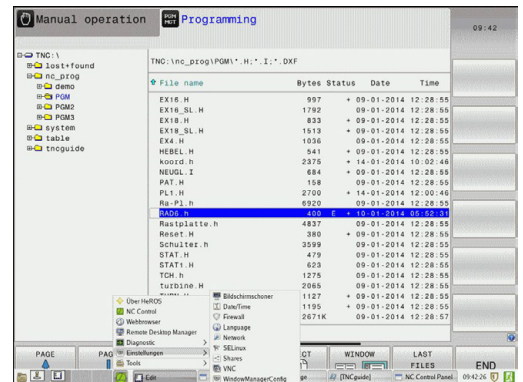 Manual operation
PGM MGT Programming
09:42
TNC:\
lost+found
nc_prog
demo
PGM
PGM2
PGM3
system
table
tncguide
TNC:\nc_prog\PGM\*.H;*.I;*.DXF
File name Bytes Status Date Time
EX16.H 997 + 09-01-2014 12:28:55
EX16_SL.H 1792 09-01-2014 12:28:55
EX18.H 833 + 09-01-2014 12:28:55
EX18_SL.H 1513 + 09-01-2014 12:28:55
EX4.H 1036 09-01-2014 12:28:55
HEBEL.H 541 + 09-01-2014 12:28:55
koord.h 2375 + 14-01-2014 10:02:46
NEUGL.I 684 + 09-01-2014 12:28:55
PAT.H 158 09-01-2014 12:28:55
PL1.H 2700 + 14-01-2014 12:00:46
Ra-Pl.h 6920 09-01-2014 12:28:55
RAD6.h 400 E + 10-01-2014 05:52:31
Rastplatte.h 4837 09-01-2014 12:28:55
Reset.H 380 + 09-01-2014 12:28:55
Schulter.h 3599 09-01-2014 12:28:55
STAT.H 479 09-01-2014 12:28:55
STAT1.H 623 09-01-2014 12:28:55
TCH.h 1275 09-01-2014 12:28:55
turbine.H 2065 09-01-2014 12:28:55
1127 + 09-01-2014 12:28:55
1195 + 09-01-2014 12:28:55
2671K 09-01-2014 12:28:57
Über HeROS
NC Control
Webbrowser
Remote Desktop Manager
Diagnostic
Einstellungen
Tools
Bildschirmschoner
Date/Time
Firewall
Language
Network
SELinux
Shares
VNC
WindowManagerConfig
PAGE
PAG
CT
WINDOW
LAST
FILES
END
Edit
ge
[TNCguide]
NC Control Panel
09:42:26